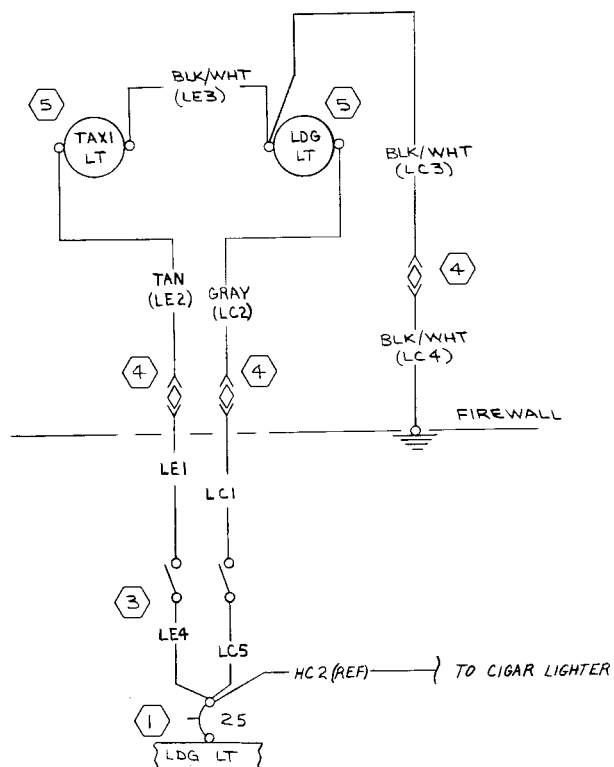 BLK/WHT
(LE3)
5
5
TAXI
LT
LDG
LT
BLK/WHT
(LC3)
TAN
(LE2)
GRAY
(LC2)
4
BLK/WHT
(LC4)
4
4
FIREWALL
LE1
LC1
3
LE4
LC5
HC2(REF)
TO CIGAR LIGHTER
1
25
LDG LT